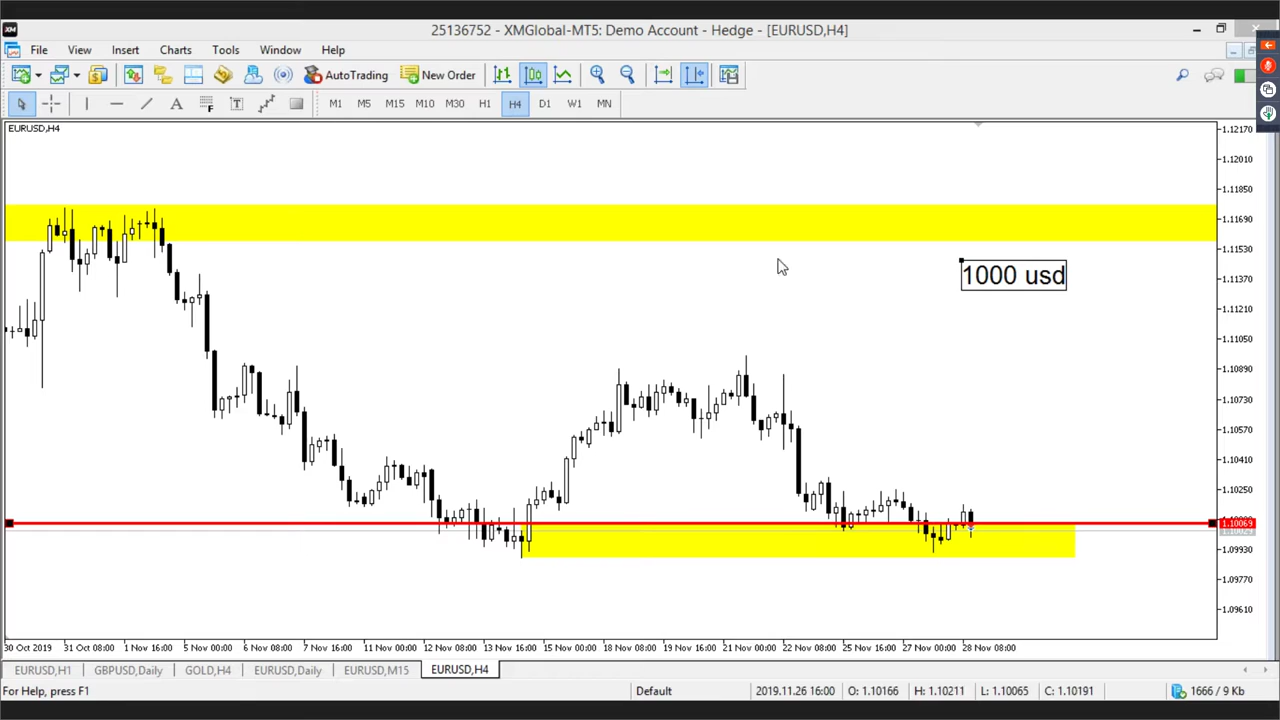 25136752 - XMGlobal-MT5: Demo Account - Hedge - [EURUSD,H4]
File View Insert Charts Tools Window Help
AutoTrading New Order
A F T M1 M5 M15 M10 M30 H1 H4 D1 W1 MN
EURUSD,H4
1.12170
1.12010
1.11850
1.11690
1.11530
1000 usd
1.11370
1.11210
1.11050
1.10890
1.10730
1.10570
1.10410
1.10250
1.10069
1.09930
1.09770
1.09610
30 Oct 2019 31 Oct 08:00 1 Nov 16:00 5 Nov 00:00 6 Nov 08:00 7 Nov 16:00 11 Nov 00:00 12 Nov 08:00 13 Nov 16:00 15 Nov 00:00 18 Nov 08:00 19 Nov 16:00 21 Nov 00:00 22 Nov 08:00 25 Nov 16:00 27 Nov 00:00 28 Nov 08:00
EURUSD,H1 GBPUSD,Daily GOLD,H4 EURUSD,Daily EURUSD,M15 EURUSD,H4
For Help, press F1 Default 2019.11.26 16:00 O: 1.10166 H: 1.10211 L: 1.10065 C: 1.10191 1666 / 9 Kb